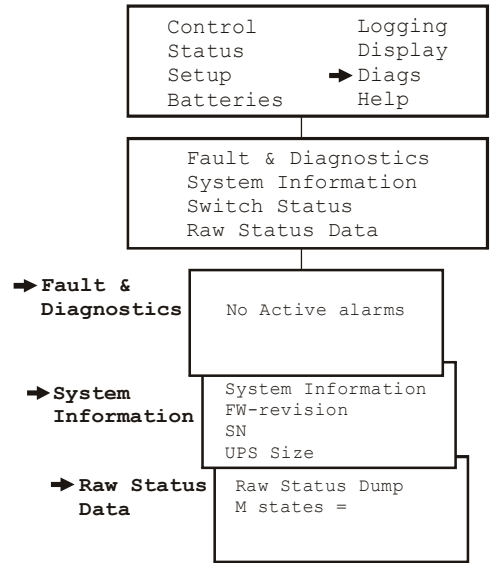 Control Logging
Status Display
Setup Diags
Batteries Help
Fault & Diagnostics
System Information
Switch Status
Raw Status Data
Fault &
Diagnostics
No Active alarms
System
Information
System Information
FW-revision
SN
UPS Size
Raw Status
Data
Raw Status Dump
M states =